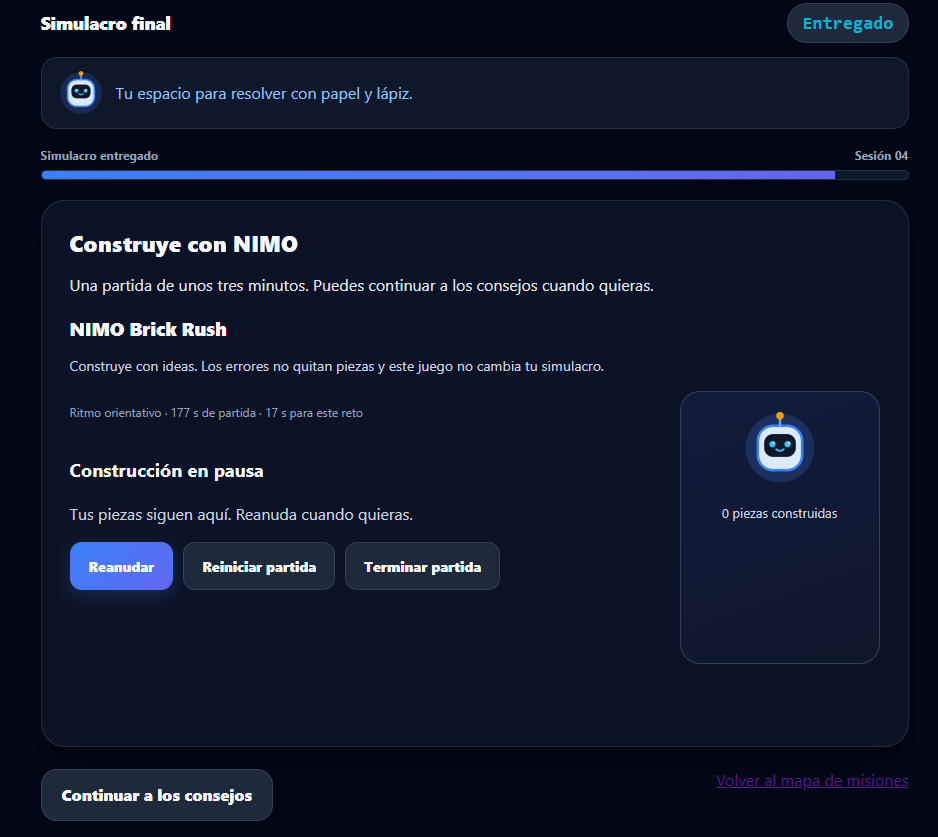 Simulacro final
Entregado
Tu espacio para resolver con papel y lápiz.
Simulacro entregado
Sesión 04
Construye con NIMO
Una partida de unos tres minutos. Puedes continuar a los consejos cuando quieras.
NIMO Brick Rush
Construye con ideas. Los errores no quitan piezas y este juego no cambia tu simulacro.
Ritmo orientativo · 177 s de partida · 17 s para este reto
Construcción en pausa
Tus piezas siguen aquí. Reanuda cuando quieras.
Reanudar
Reiniciar partida
Terminar partida
0 piezas construidas
Continuar a los consejos
Volver al mapa de misiones